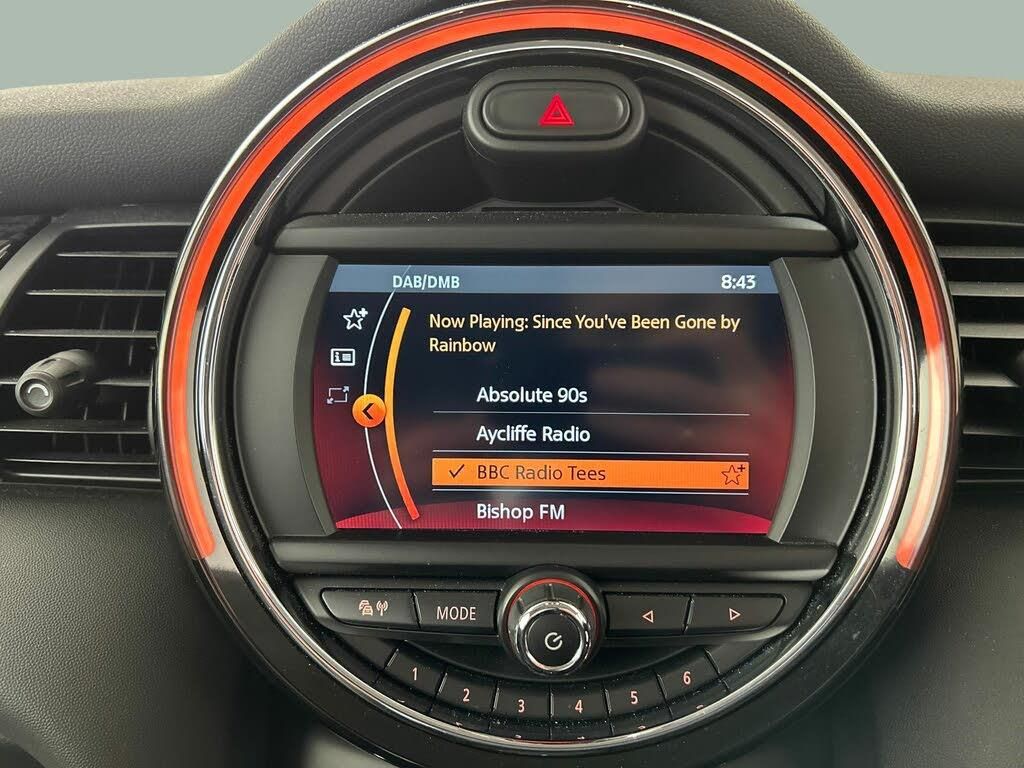 DAB/DMB 8:43
Now Playing: Since You've Been Gone by
Rainbow
Absolute 90s
Aycliffe Radio
BBC Radio Tees
Bishop FM
MODE
1 2 3 4 5 6